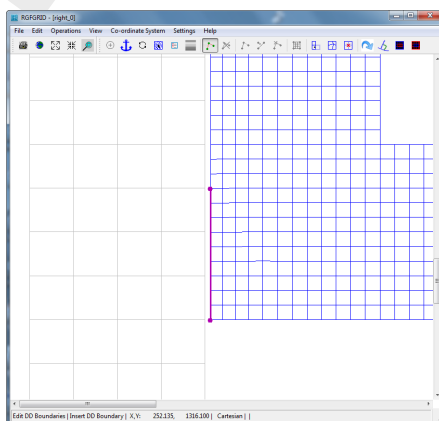 RGFGRID - [right_0]
File Edit Operations View Co-ordinate System Settings Help
Edit DD Boundaries | Insert DD Boundary | X,Y: 252.135, 1316.100 | Cartesian | |